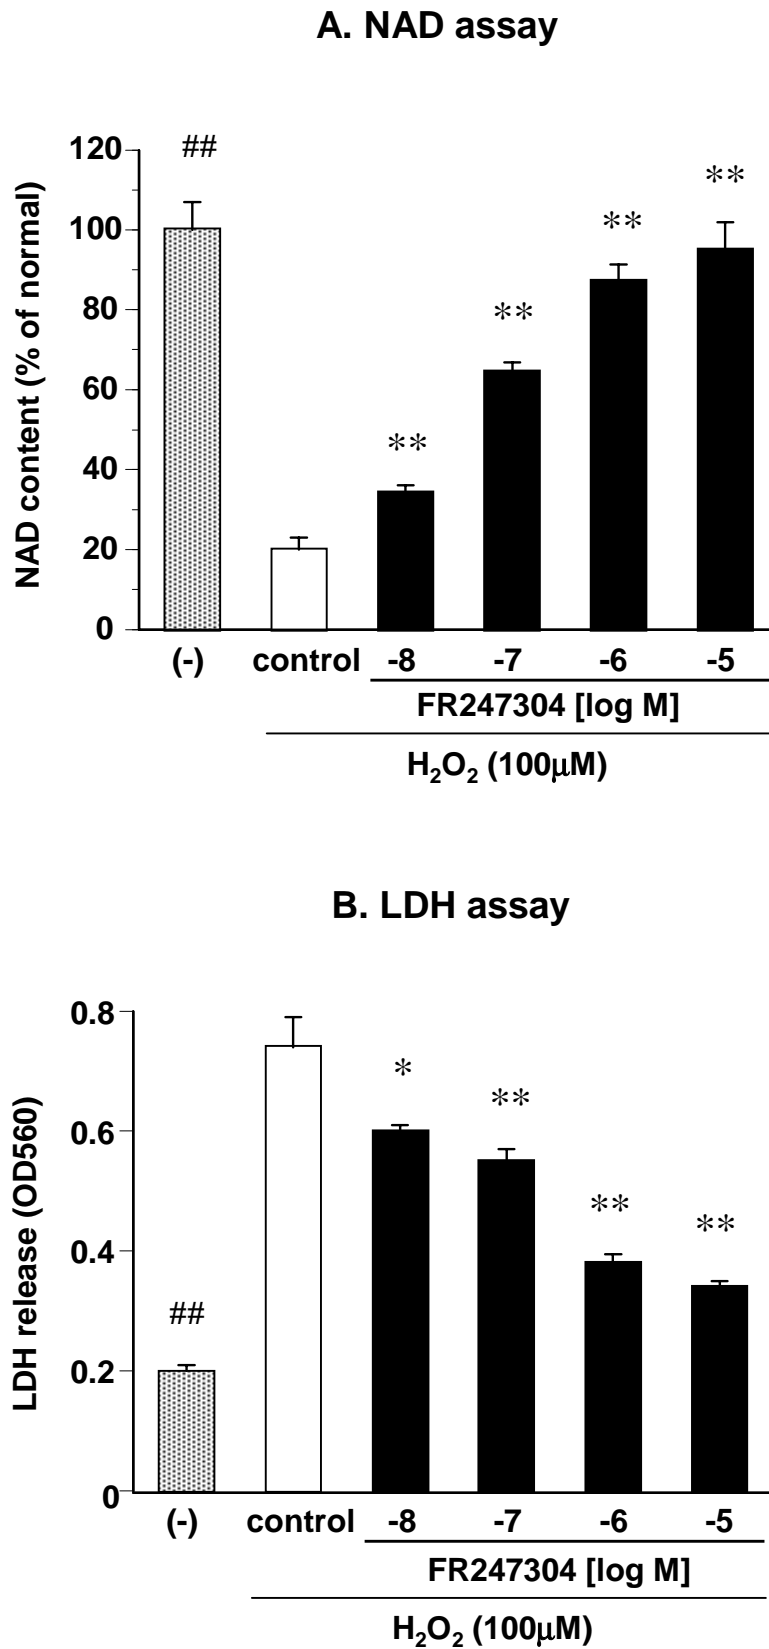 A. NAD assay
NAD content (% of normal)
120
100
80
60
40
20
0
##
**
**
**
**
(-) control -8 -7 -6 -5
FR247304 [log M]
H₂O₂ (100μM)
B. LDH assay
LDH release (OD560)
0.8
0.6
0.4
0.2
0
##
*
**
**
**
(-) control -8 -7 -6 -5
FR247304 [log M]
H₂O₂ (100μM)